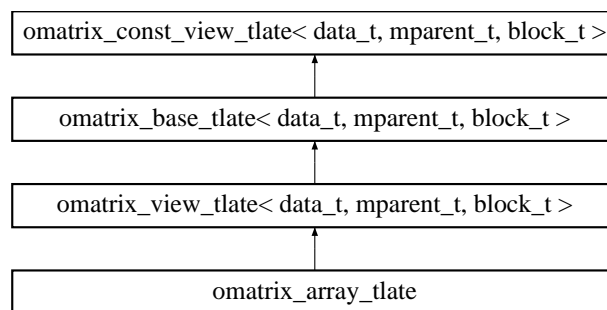 omatrix_const_view_tlate< data_t, mparent_t, block_t >
omatrix_base_tlate< data_t, mparent_t, block_t >
omatrix_view_tlate< data_t, mparent_t, block_t >
omatrix_array_tlate